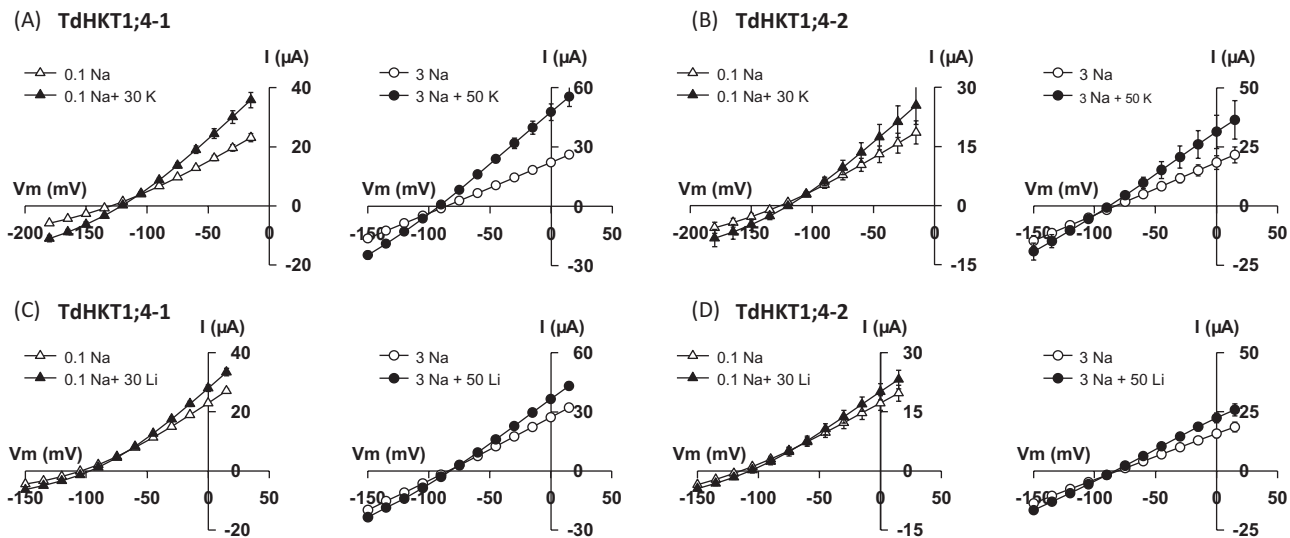 (A) TdHKT1;4-1
I (µA)
0.1 Na
0.1 Na+ 30 K
40
20
0
-20
Vm (mV)
-200 -150 -100 -50 0
I (µA)
3 Na
3 Na + 50 K
60
30
0
-30
Vm (mV)
-150 -100 -50 0 50
(B) TdHKT1;4-2
I (µA)
0.1 Na
0.1 Na+ 30 K
30
15
0
-15
Vm (mV)
-200 -150 -100 -50 0
I (µA)
3 Na
3 Na + 50 K
50
25
0
-25
Vm (mV)
-150 -100 -50 0 50
(C) TdHKT1;4-1
I (µA)
0.1 Na
0.1 Na+ 30 Li
40
20
0
-20
Vm (mV)
-150 -100 -50 0 50
I (µA)
3 Na
3 Na + 50 Li
60
30
0
-30
Vm (mV)
-150 -100 -50 0 50
(D) TdHKT1;4-2
I (µA)
0.1 Na
0.1 Na+ 30 Li
30
15
0
-15
Vm (mV)
-150 -100 -50 0 50
I (µA)
3 Na
3 Na + 50 Li
50
25
0
-25
Vm (mV)
-150 -100 -50 0 50